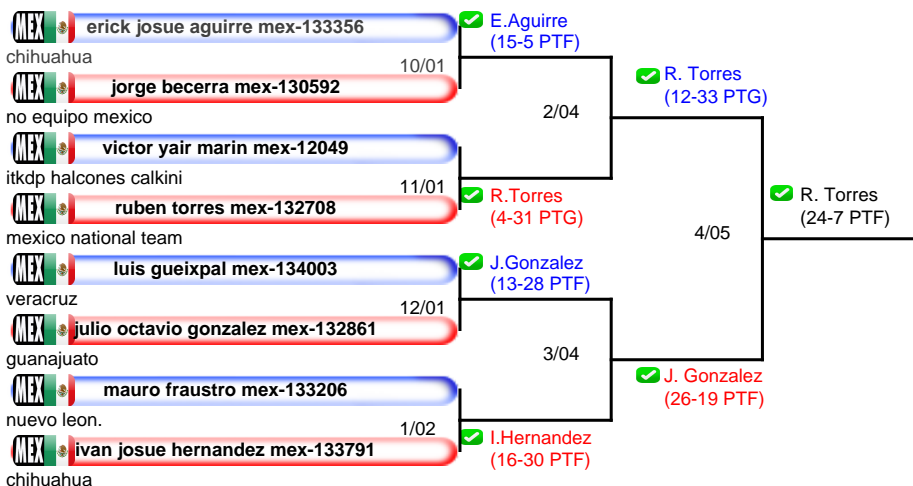 MEX erick josue aguirre mex-133356
chihuahua
10/01
MEX jorge becerra mex-130592
no equipo mexico
MEX victor yair marin mex-12049
itkdp halcones calkini
11/01
MEX ruben torres mex-132708
mexico national team
MEX luis gueixpal mex-134003
veracruz
12/01
MEX julio octavio gonzalez mex-132861
guanajuato
MEX mauro fraustro mex-133206
nuevo leon.
1/02
MEX ivan josue hernandez mex-133791
chihuahua
E.Aguirre
(15-5 PTF)
2/04
R.Torres
(4-31 PTG)
J.Gonzalez
(13-28 PTF)
3/04
I.Hernandez
(16-30 PTF)
R. Torres
(12-33 PTG)
4/05
J. Gonzalez
(26-19 PTF)
R. Torres
(24-7 PTF)